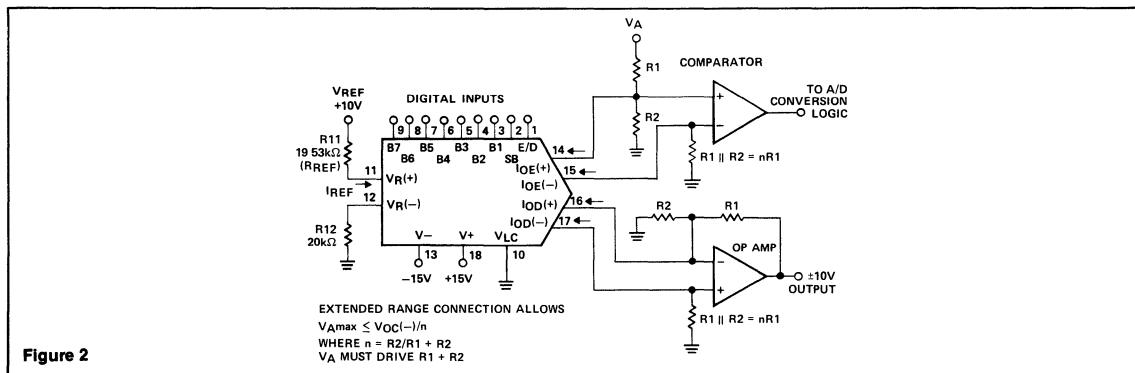 VA
R1
COMPARATOR
+
−
TO A/D
CONVERSION
LOGIC
R2
R1 || R2 = nR1
VREF
+10V
DIGITAL INPUTS
9 8 7 6 5 4 3 2 1
B7 B5 B3 B1 E/D
B6 B4 B2 SB
R11
19 53kΩ
(RREF)
11
VR(+)
IREF
12
VR(−)
R12
20kΩ
14
IOE(+)
15
IOE(−)
16
IOD(+)
17
IOD(−)
V− V+ VLC
13 18 10
−15V +15V
R2 R1
OP AMP
−
+
±10V
OUTPUT
R1 || R2 = nR1
EXTENDED RANGE CONNECTION ALLOWS
VAmax ≤ VOC(−)/n
WHERE n = R2/R1 + R2
VA MUST DRIVE R1 + R2
Figure 2